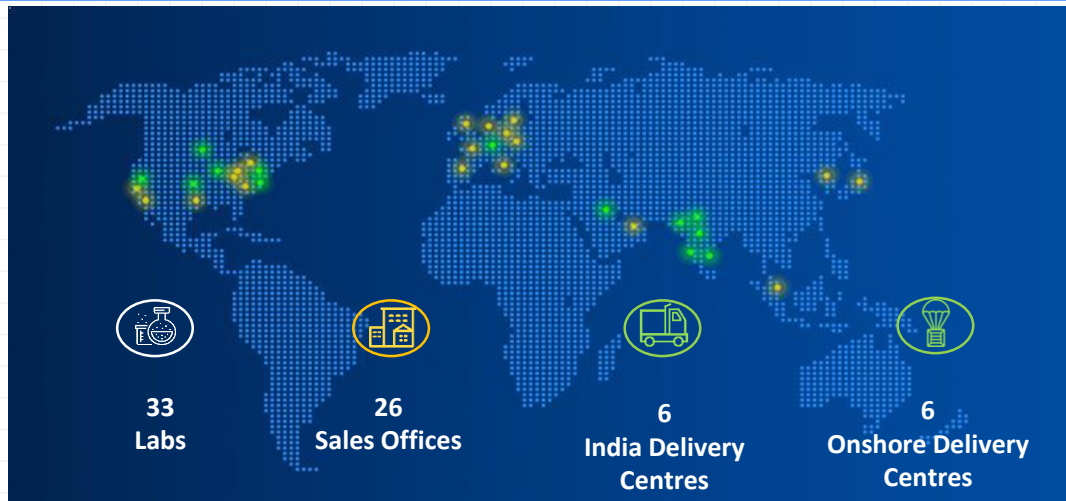 33
Labs
26
Sales Offices
6
India Delivery
Centres
6
Onshore Delivery
Centres